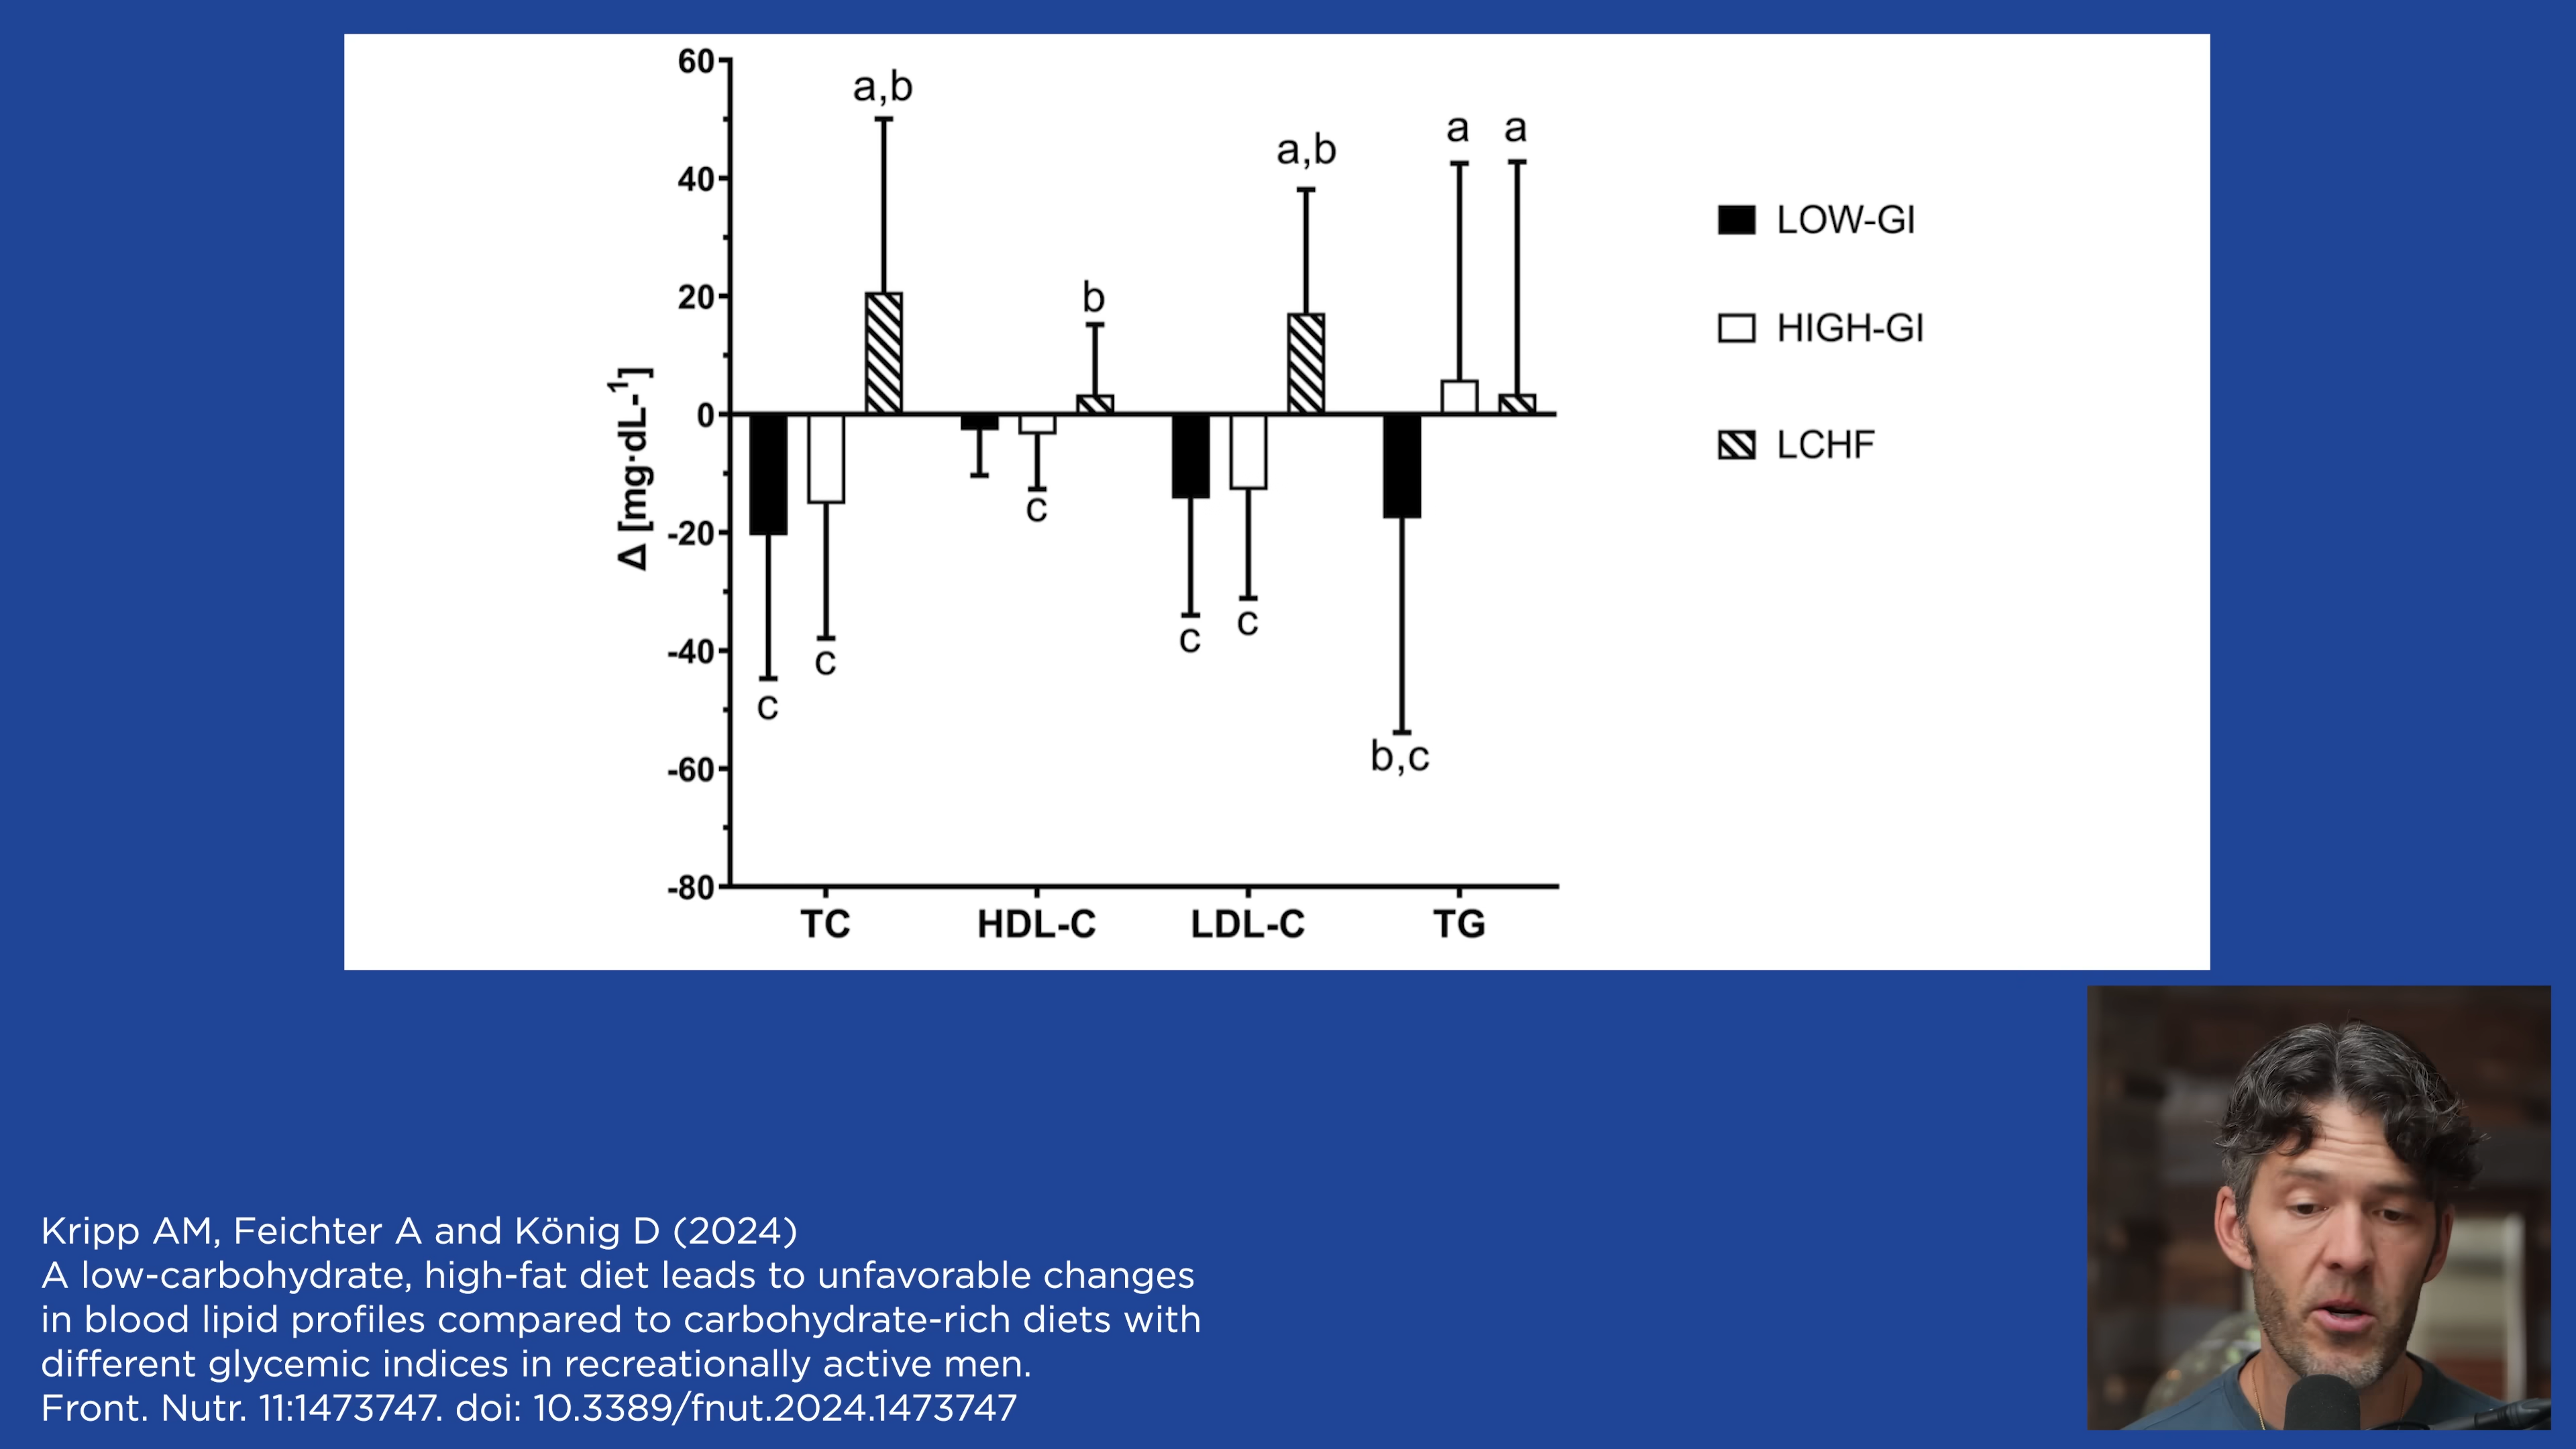 60
40
20
0
-20
-40
-60
-80
Δ [mg·dL-¹]
a,b
b
a,b
a a
c
c
c
c
c
b,c
TC HDL-C LDL-C TG
LOW-GI
HIGH-GI
LCHF
Kripp AM, Feichter A and König D (2024)
A low-carbohydrate, high-fat diet leads to unfavorable changes
in blood lipid profiles compared to carbohydrate-rich diets with
different glycemic indices in recreationally active men.
Front. Nutr. 11:1473747. doi: 10.3389/fnut.2024.1473747